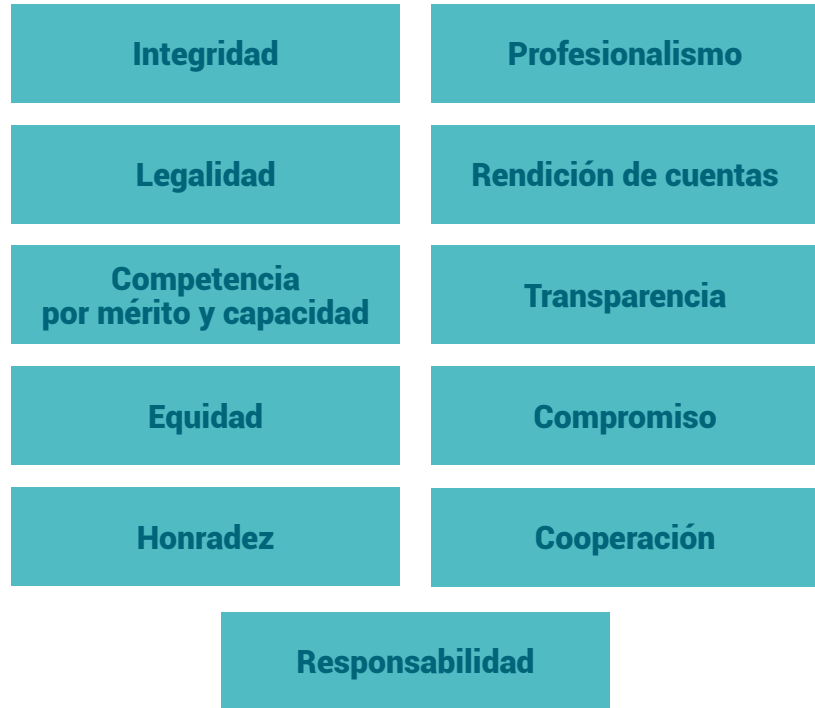 Integridad
Profesionalismo
Legalidad
Rendición de cuentas
Competencia
por mérito y capacidad
Transparencia
Equidad
Compromiso
Honradez
Cooperación
Responsabilidad